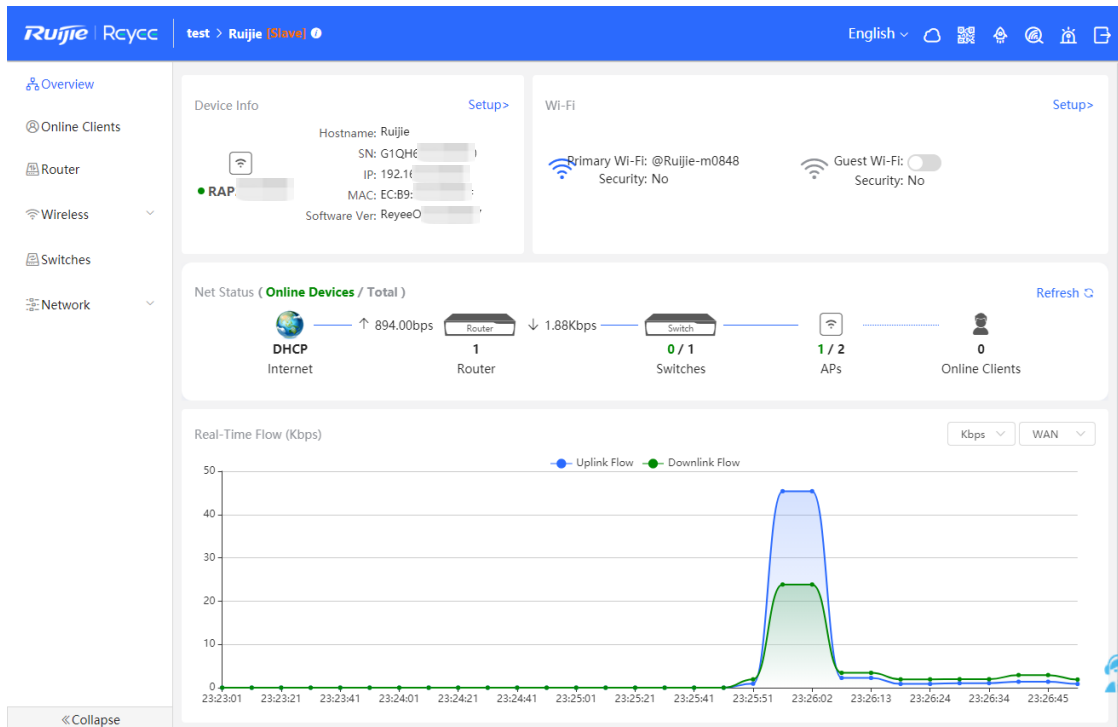 Ruijie | Reyee
test > Ruijie [Slave]
English
Overview
Online Clients
Router
Wireless
Switches
Network
«Collapse
Device Info
Setup>
Hostname: Ruijie
SN: G1QH6
IP: 192.16
RAP
MAC: EC:B9:
Software Ver: ReyeeO
Wi-Fi
Setup>
Primary Wi-Fi: @Ruijie-m0848
Security: No
Guest Wi-Fi:
Security: No
Net Status ( Online Devices / Total )
Refresh
↑ 894.00bps
Router
↓ 1.88Kbps
Switch
DHCP
1
0 / 1
1 / 2
0
Internet
Router
Switches
APs
Online Clients
Real-Time Flow (Kbps)
Kbps
WAN
Uplink Flow
Downlink Flow
50
40
30
20
10
0
23:23:01 23:23:21 23:23:41 23:24:01 23:24:21 23:24:41 23:25:01 23:25:21 23:25:41 23:25:51 23:26:02 23:26:13 23:26:24 23:26:34 23:26:45